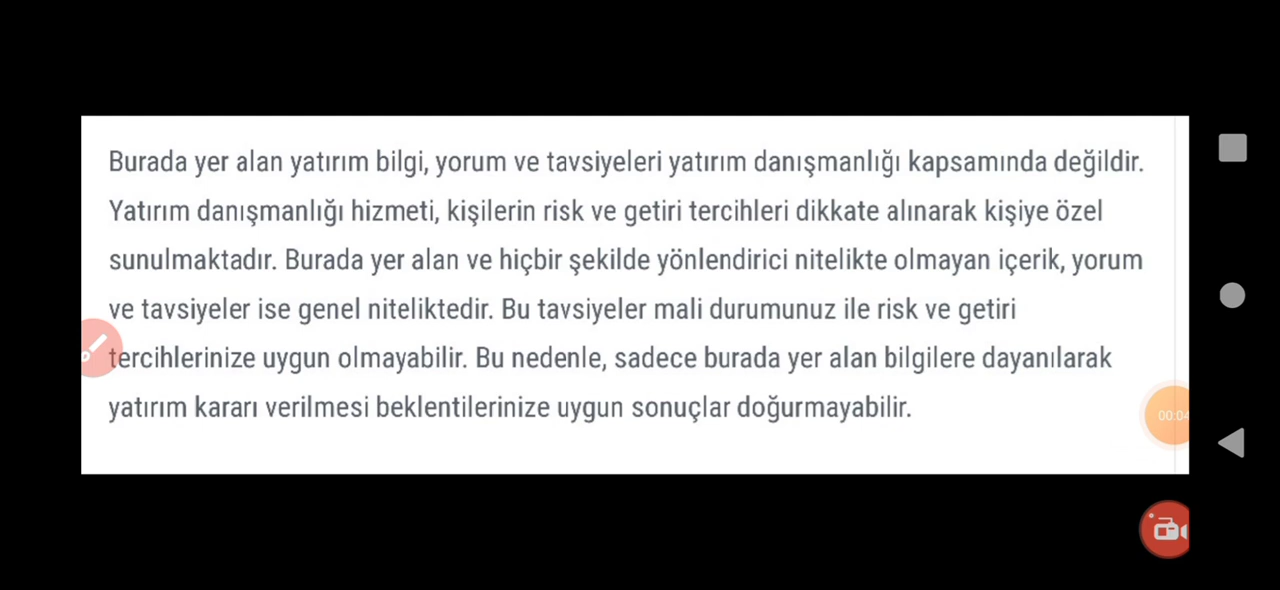 Burada yer alan yatırım bilgi, yorum ve tavsiyeleri yatırım danışmanlığı kapsamında değildir.
Yatırım danışmanlığı hizmeti, kişilerin risk ve getiri tercihleri dikkate alınarak kişiye özel
sunulmaktadır. Burada yer alan ve hiçbir şekilde yönlendirici nitelikte olmayan içerik, yorum
ve tavsiyeler ise genel niteliktedir. Bu tavsiyeler mali durumunuz ile risk ve getiri
tercihlerinize uygun olmayabilir. Bu nedenle, sadece burada yer alan bilgilere dayanılarak
yatırım kararı verilmesi beklentilerinize uygun sonuçlar doğurmayabilir.
00:04